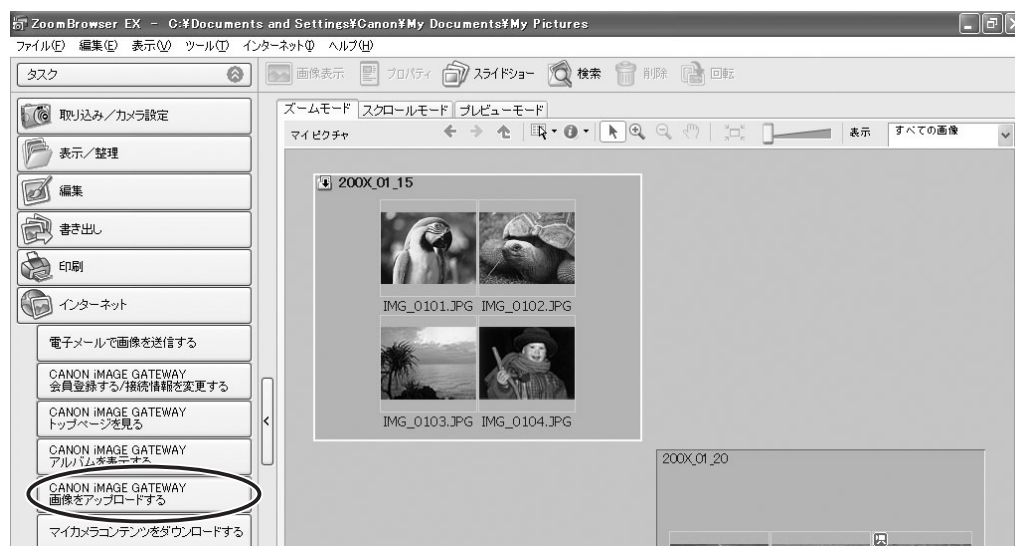 ZoomBrowser EX － C:¥Documents and Settings¥Canon¥My Documents¥My Pictures
ファイル(F) 編集(E) 表示(V) ツール(T) インターネット(I) ヘルプ(H)
タスク
画像表示 プロパティ スライドショー 検索 削除 回転
取り込み／カメラ設定
表示／整理
編集
書き出し
印刷
インターネット
電子メールで画像を送信する
CANON iMAGE GATEWAY
会員登録する/接続情報を変更する
CANON iMAGE GATEWAY
トップページを見る
CANON iMAGE GATEWAY
アルバムを表示する
CANON iMAGE GATEWAY
画像をアップロードする
マイカメラコンテンツをダウンロードする
ズームモード スクロールモード プレビューモード
マイピクチャ 表示 すべての画像
200X_01_15
IMG_0101.JPG IMG_0102.JPG
IMG_0103.JPG IMG_0104.JPG
200X_01_20